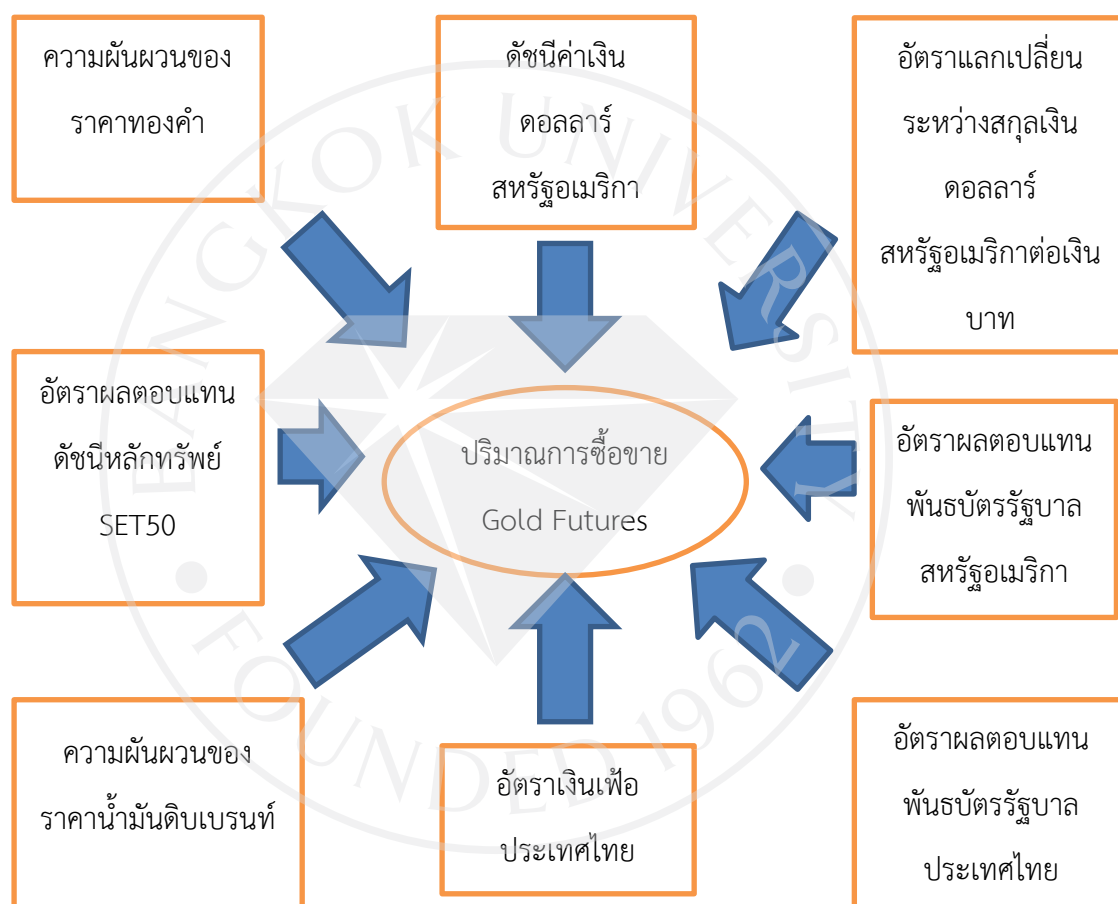 ความผันผวนของ
ราคาทองคำ
ดัชนีค่าเงิน
ดอลลาร์
สหรัฐอเมริกา
อัตราแลกเปลี่ยน
ระหว่างสกุลเงิน
ดอลลาร์
สหรัฐอเมริกาต่อเงิน
บาท
อัตราผลตอบแทน
ดัชนีหลักทรัพย์
SET50
ปริมาณการซื้อขาย
Gold Futures
อัตราผลตอบแทน
พันธบัตรรัฐบาล
สหรัฐอเมริกา
ความผันผวนของ
ราคาน้ำมันดิบเบรนท์
อัตราเงินเฟ้อ
ประเทศไทย
อัตราผลตอบแทน
พันธบัตรรัฐบาล
ประเทศไทย
BANGKOK UNIVERSITY
FOUNDED 1962